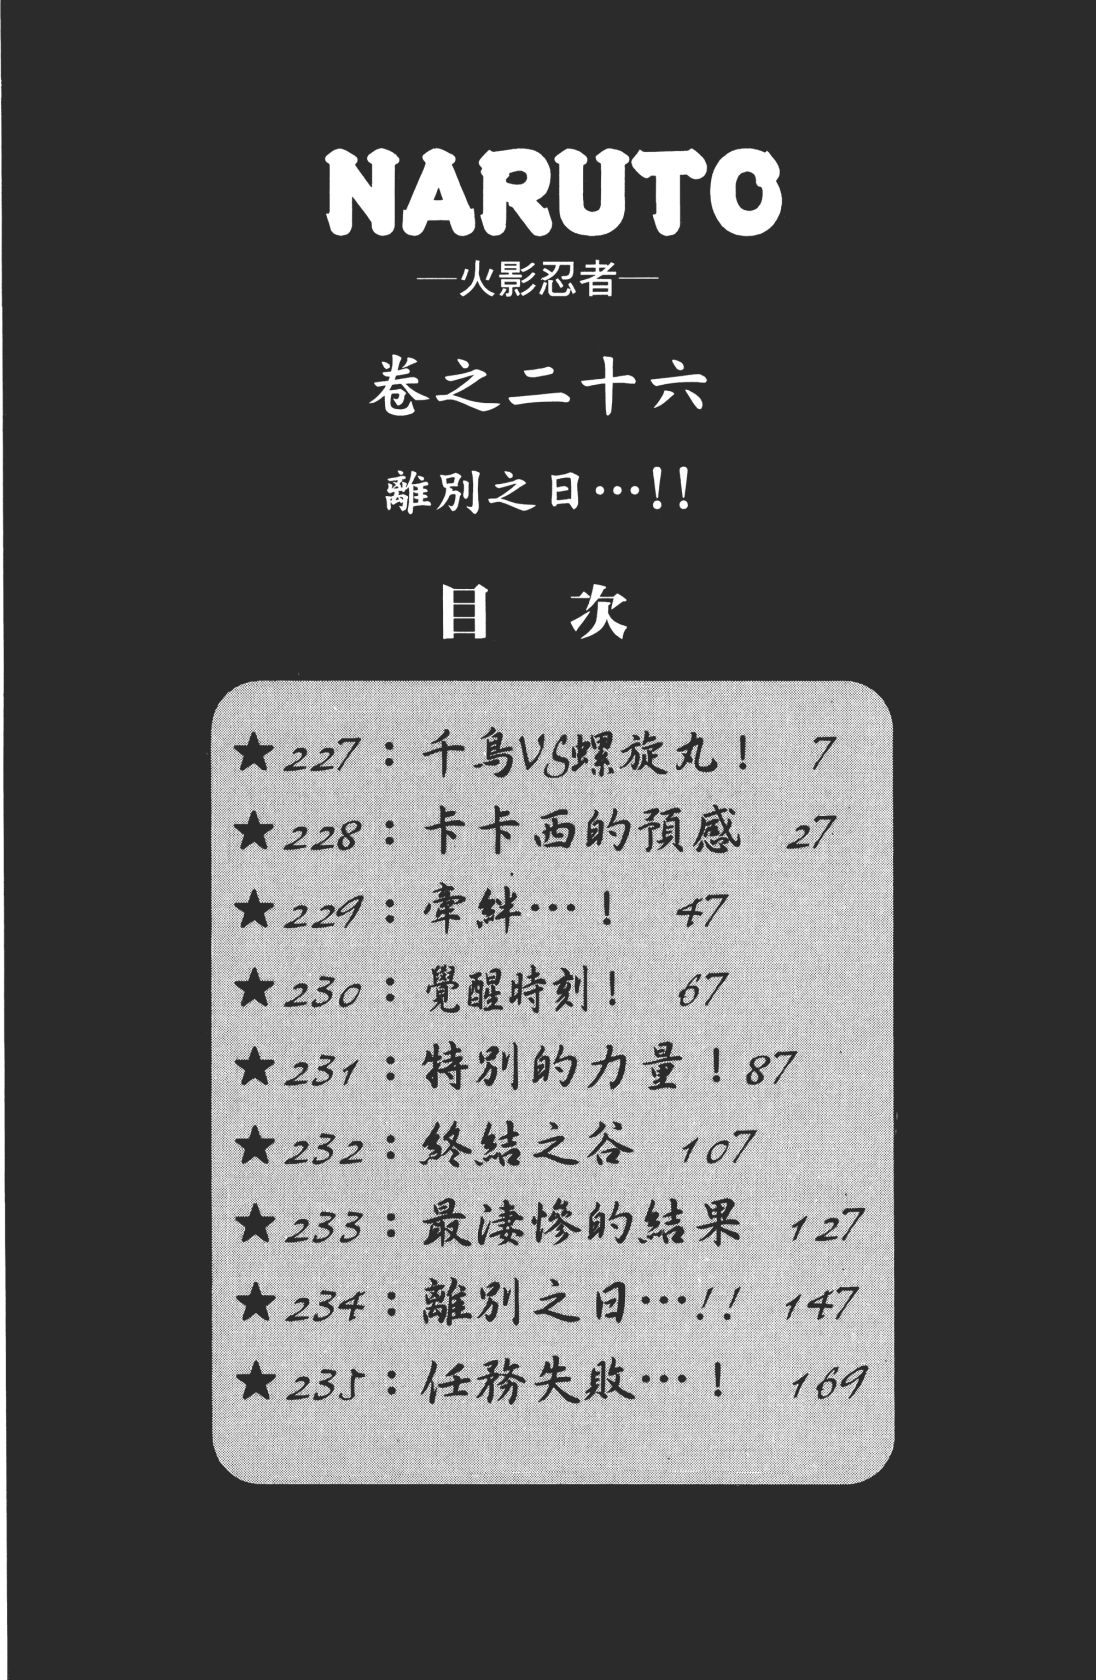 NARUTO
—火影忍者—
卷之二十六
離別之日…!!
目 次
★227：千鳥VS螺旋丸！ 7
★228：卡卡西的預感 27
★229：牽絆…！ 47
★230：覺醒時刻！ 67
★231：特別的力量！87
★232：終結之谷 107
★233：最淒慘的結果 127
★234：離別之日…!! 147
★235：任務失敗…！ 169